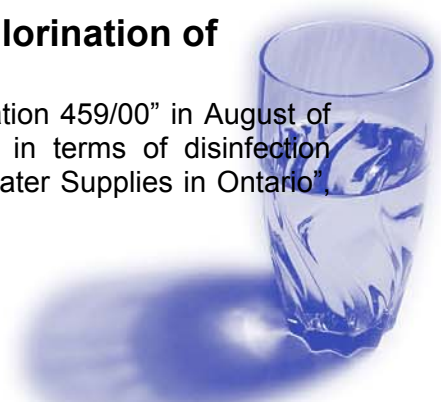 lorination of
ation 459/00” in August of
in terms of disinfection
ater Supplies in Ontario”,